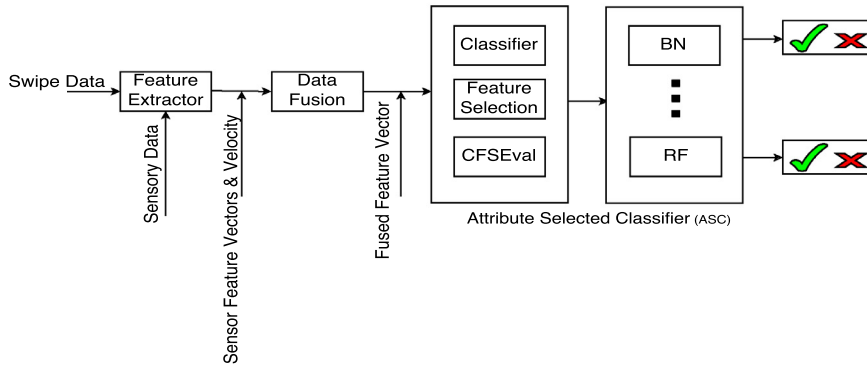 Swipe Data
Feature
Extractor
Sensory Data
Sensor Feature Vectors & Velocity
Data
Fusion
Fused Feature Vector
Classifier
Feature
Selection
CFSEval
BN
RF
Attribute Selected Classifier (ASC)